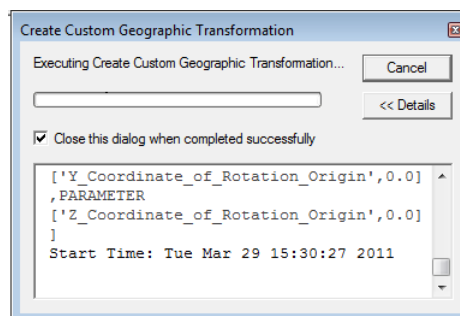 Create Custom Geographic Transformation
Executing Create Custom Geographic Transformation...
Cancel
<< Details
Close this dialog when completed successfully
['Y_Coordinate_of_Rotation_Origin',0.0]
,PARAMETER
['Z_Coordinate_of_Rotation_Origin',0.0]
]
Start Time: Tue Mar 29 15:30:27 2011